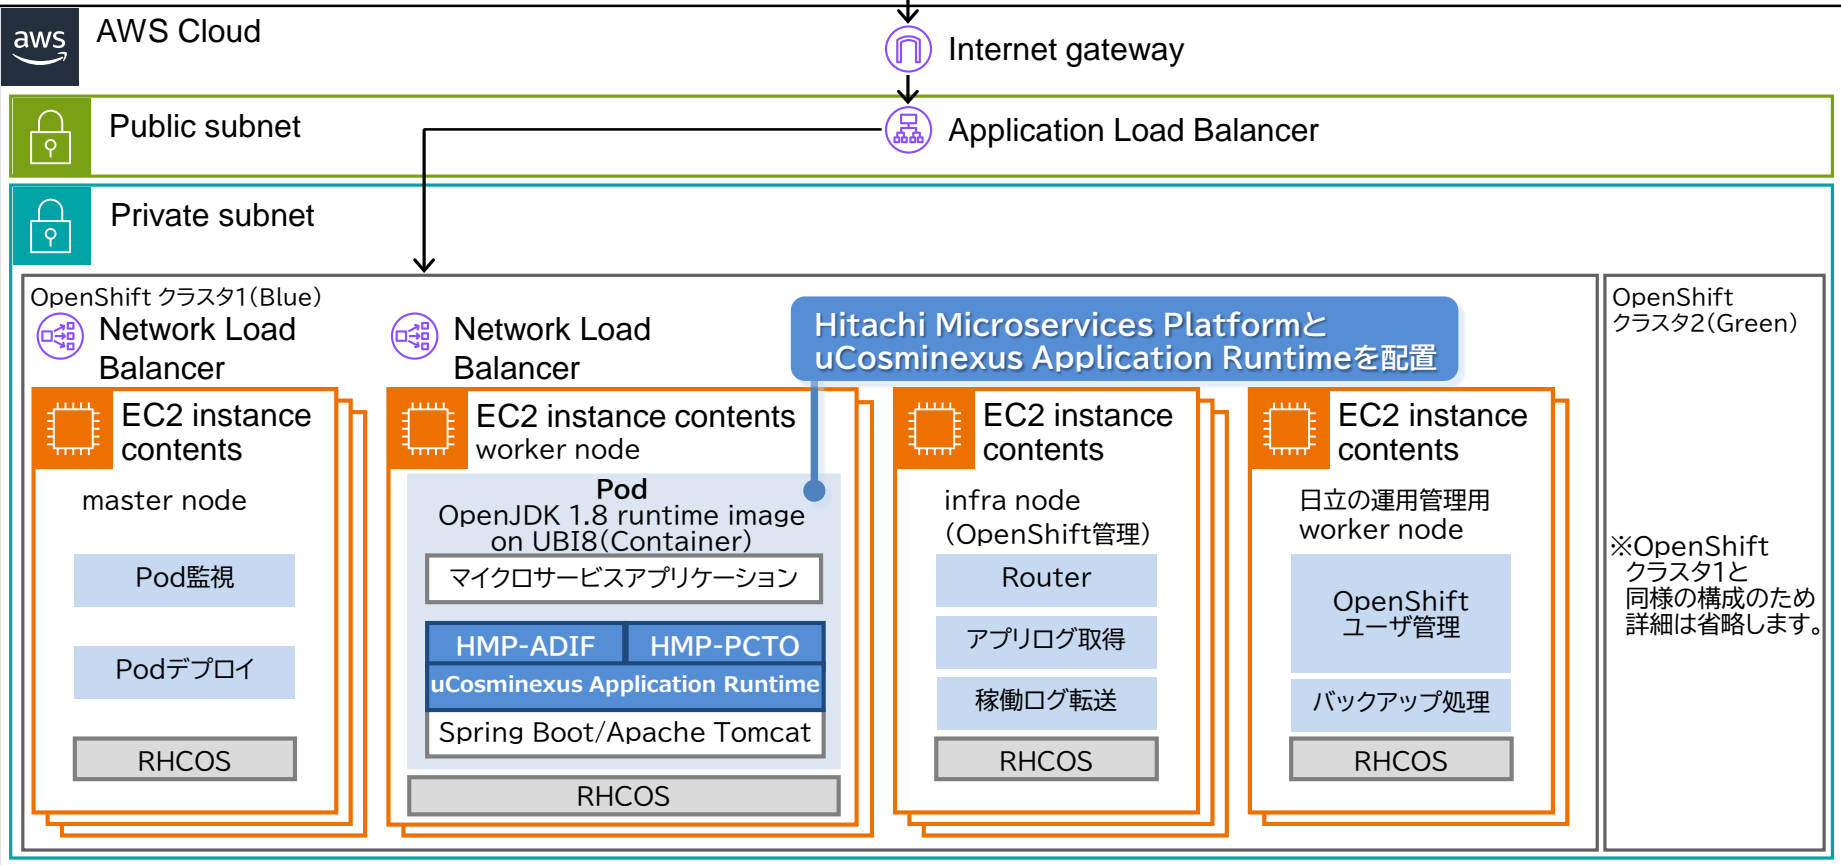 aws
AWS Cloud
Internet gateway
Public subnet
Application Load Balancer
Private subnet
OpenShift クラスタ1(Blue)
Network Load
Balancer
Network Load
Balancer
Hitachi Microservices Platformと
uCosminexus Application Runtimeを配置
EC2 instance
contents
master node
Pod監視
Podデプロイ
RHCOS
EC2 instance contents
worker node
Pod
OpenJDK 1.8 runtime image
on UBI8(Container)
マイクロサービスアプリケーション
HMP-ADIF
HMP-PCTO
uCosminexus Application Runtime
Spring Boot/Apache Tomcat
RHCOS
EC2 instance
contents
infra node
(OpenShift管理)
Router
アプリログ取得
稼働ログ転送
RHCOS
EC2 instance
contents
日立の運用管理用
worker node
OpenShift
ユーザ管理
バックアップ処理
RHCOS
OpenShift
クラスタ2(Green)
※OpenShift
クラスタ1と
同様の構成のため
詳細は省略します。